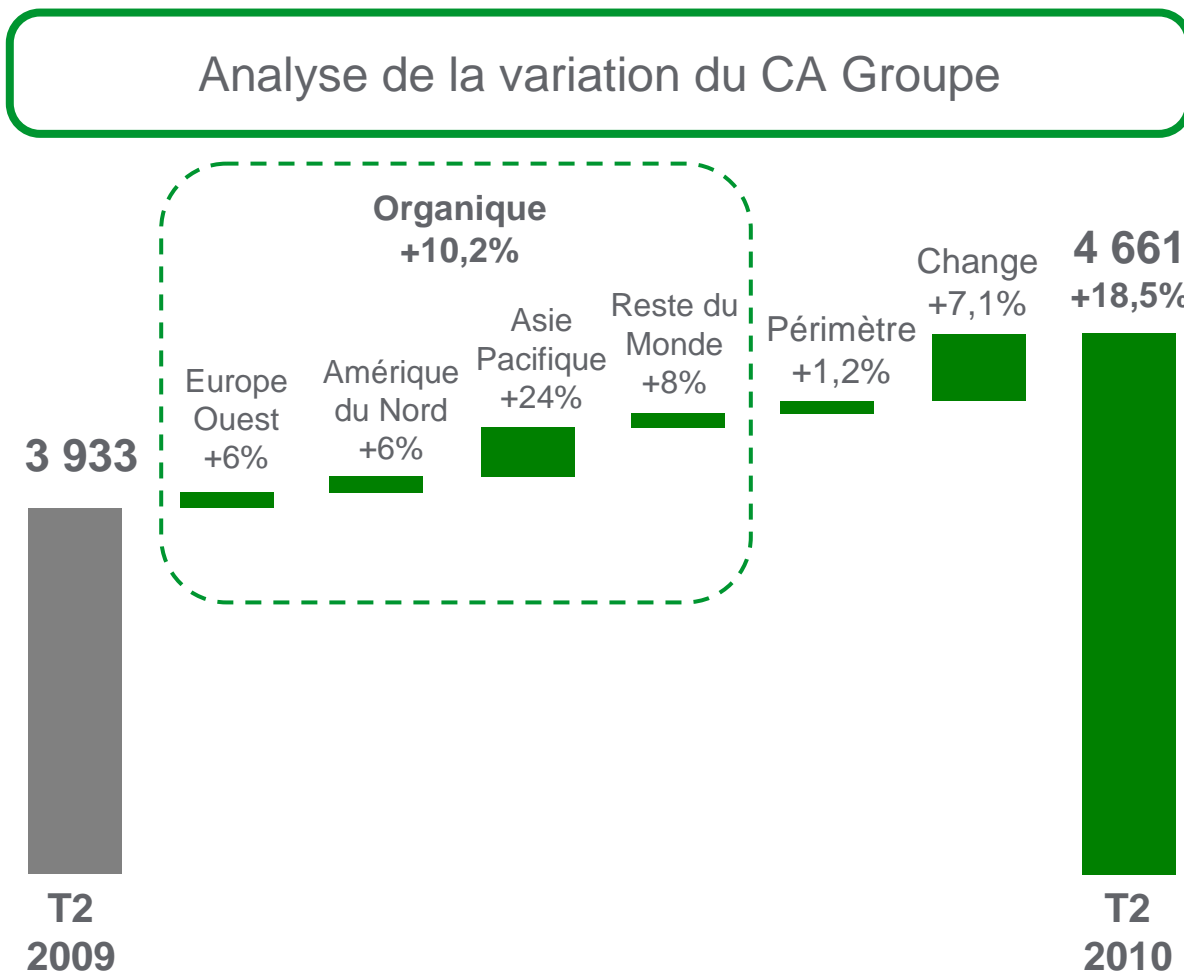 Analyse de la variation du CA Groupe
Organique
+10,2%
3 933
Europe
Ouest
+6%
Amérique
du Nord
+6%
Asie
Pacifique
+24%
Reste du
Monde
+8%
Périmètre
+1,2%
Change
+7,1%
4 661
+18,5%
T2
2009
T2
2010